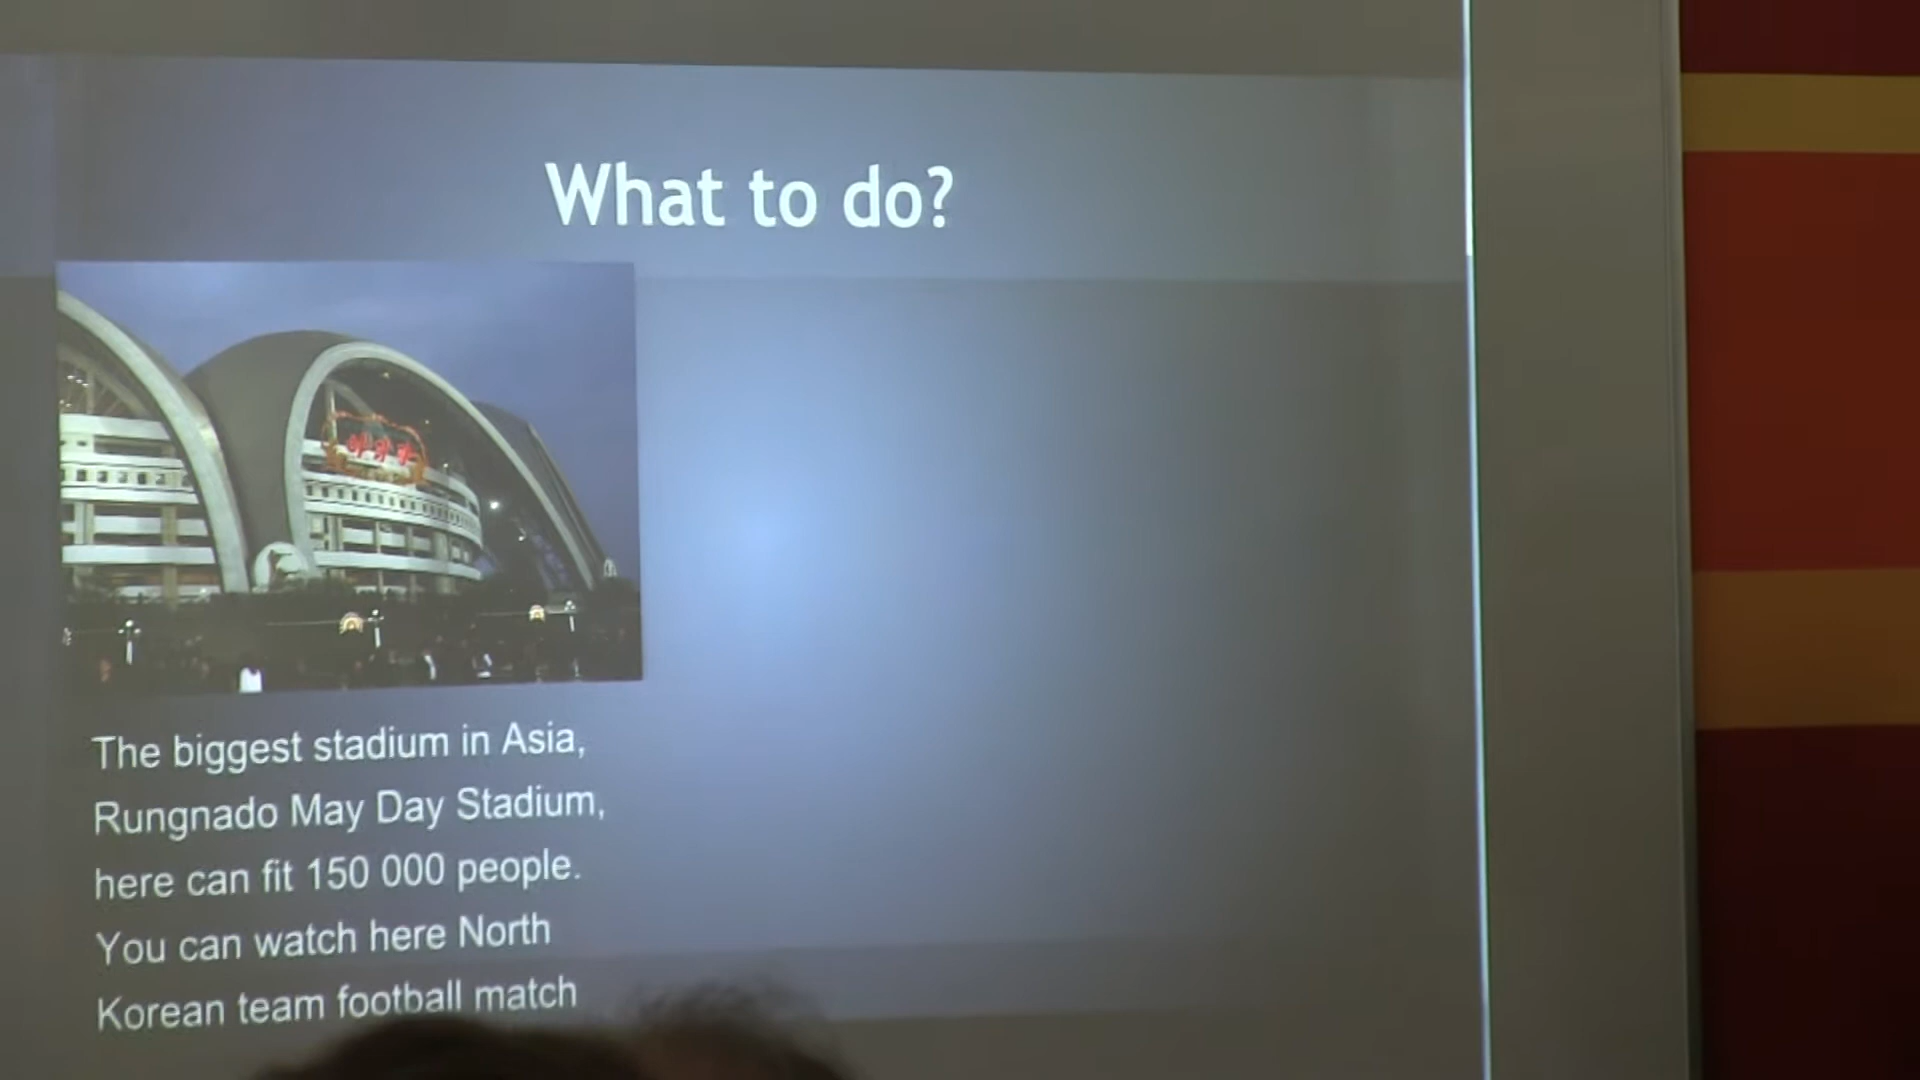 What to do?
The biggest stadium in Asia,
Rungnado May Day Stadium,
here can fit 150 000 people.
You can watch here North
Korean team football match